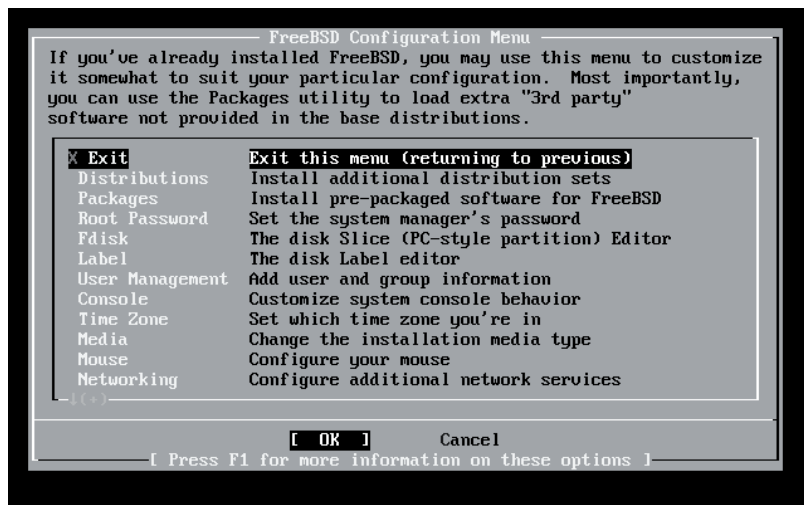 FreeBSD Configuration Menu
If you've already installed FreeBSD, you may use this menu to customize
it somewhat to suit your particular configuration.  Most importantly,
you can use the Packages utility to load extra "3rd party"
software not provided in the base distributions.
X Exit Exit this menu (returning to previous)
Distributions Install additional distribution sets
Packages Install pre-packaged software for FreeBSD
Root Password Set the system manager's password
Fdisk The disk Slice (PC-style partition) Editor
Label The disk Label editor
User Management Add user and group information
Console Customize system console behavior
Time Zone Set which time zone you're in
Media Change the installation media type
Mouse Configure your mouse
Networking Configure additional network services
↓(+)
[ OK ] Cancel
[ Press F1 for more information on these options ]